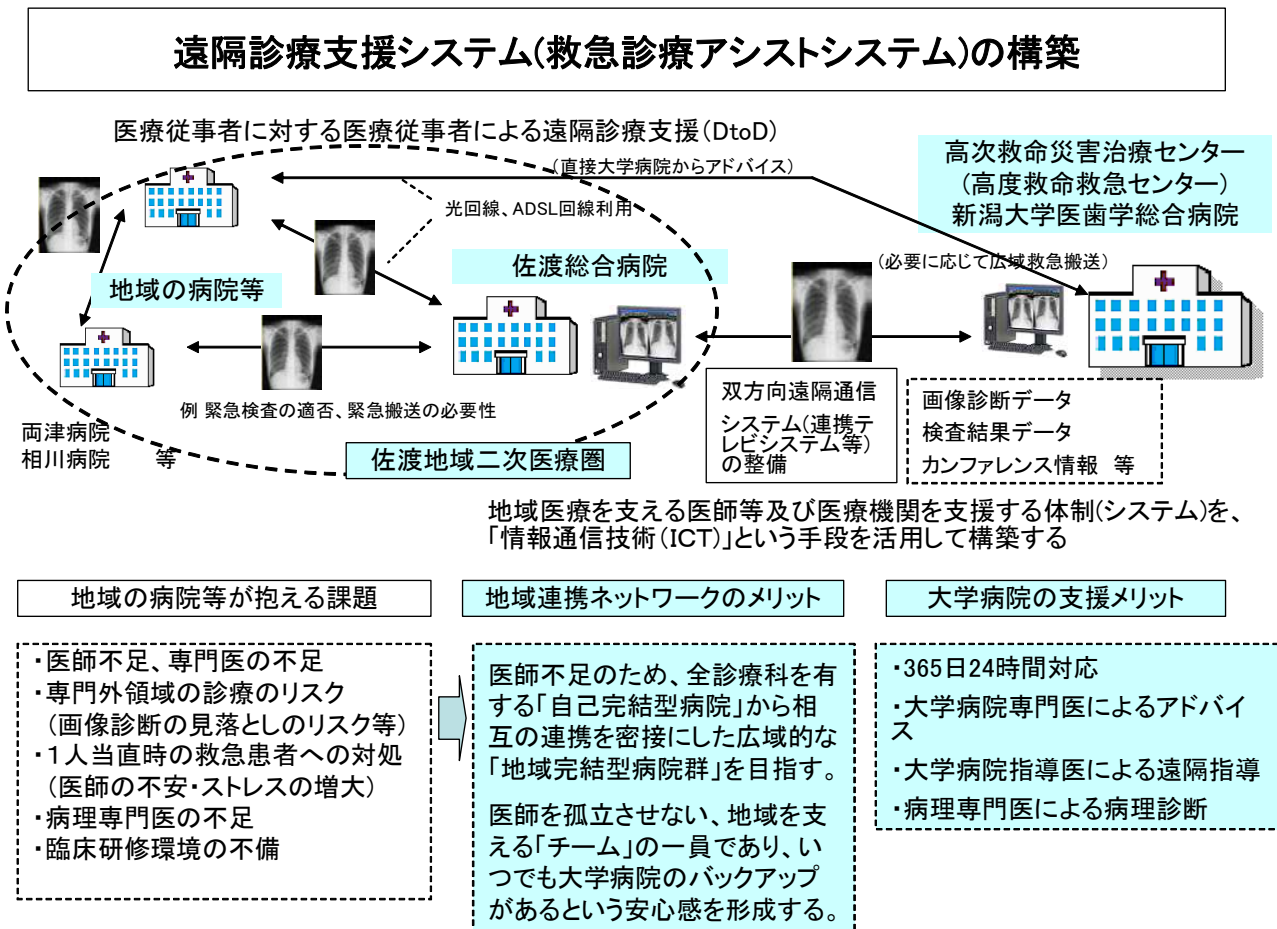 遠隔診療支援システム(救急診療アシストシステム)の構築
医療従事者に対する医療従事者による遠隔診療支援(DtoD)
(直接大学病院からアドバイス)
高次救命災害治療センター
(高度救命救急センター)
新潟大学医歯学総合病院
光回線、ADSL回線利用
佐渡総合病院
(必要に応じて広域救急搬送)
地域の病院等
例 緊急検査の適否、緊急搬送の必要性
両津病院
相川病院 等
佐渡地域二次医療圏
双方向遠隔通信
システム(連携テ
レビシステム等)
の整備
画像診断データ
検査結果データ
カンファレンス情報 等
地域医療を支える医師等及び医療機関を支援する体制(システム)を、
「情報通信技術(ICT)」という手段を活用して構築する
地域の病院等が抱える課題
・医師不足、専門医の不足
・専門外領域の診療のリスク
(画像診断の見落としのリスク等)
・1人当直時の救急患者への対処
(医師の不安・ストレスの増大)
・病理専門医の不足
・臨床研修環境の不備
地域連携ネットワークのメリット
医師不足のため、全診療科を有
する「自己完結型病院」から相
互の連携を密接にした広域的な
「地域完結型病院群」を目指す。
医師を孤立させない、地域を支
える「チーム」の一員であり、い
つでも大学病院のバックアップ
があるという安心感を形成する。
大学病院の支援メリット
・365日24時間対応
・大学病院専門医によるアドバイ
ス
・大学病院指導医による遠隔指導
・病理専門医による病理診断